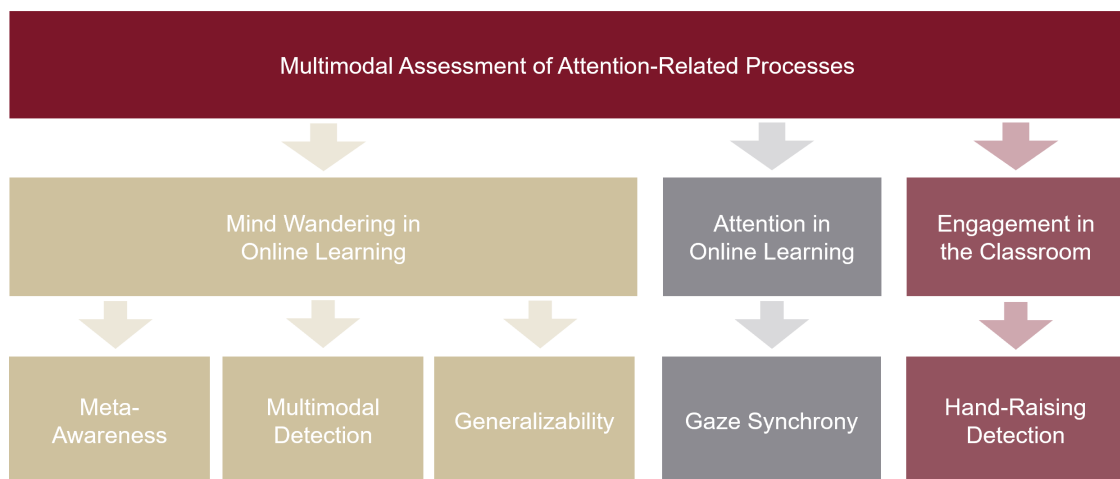 Multimodal Assessment of Attention-Related Processes
Mind Wandering in
Online Learning
Attention in
Online Learning
Engagement in
the Classroom
Meta-
Awareness
Multimodal
Detection
Generalizability
Gaze Synchrony
Hand-Raising
Detection